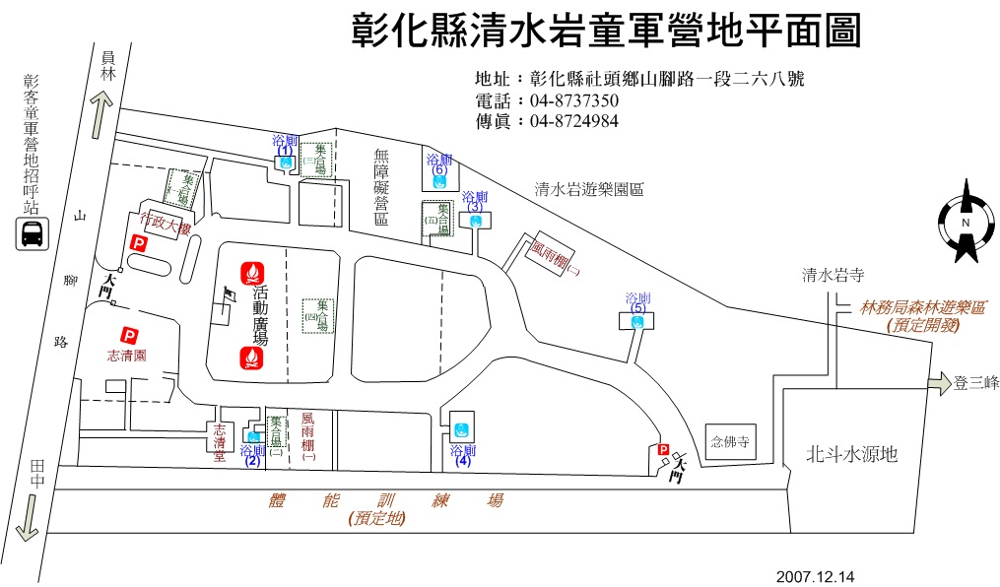 彰化縣清水岩童軍營地平面圖
地址：彰化縣社頭鄉山腳路一段二六八號
電話：04-8737350
傳真：04-8724984
員林
彰客童軍營地招呼站
山腳路
田中
浴廁
(1)
集合場
(三)
無障礙營區
浴廁
(6)
集合場
(五)
浴廁
(3)
清水岩遊樂園區
集合場
(一)
行政大樓
P
大門
風雨棚(二)
N
清水岩寺
林務局森林遊樂區
(預定開發)
活動廣場
集合場
(四)
浴廁
(5)
P
志清園
登三峰
志清堂
浴廁
(2)
集合場
(二)
風雨棚
(一)
浴廁
(4)
P
大門
念佛寺
北斗水源地
體能訓練場
(預定地)
2007.12.14